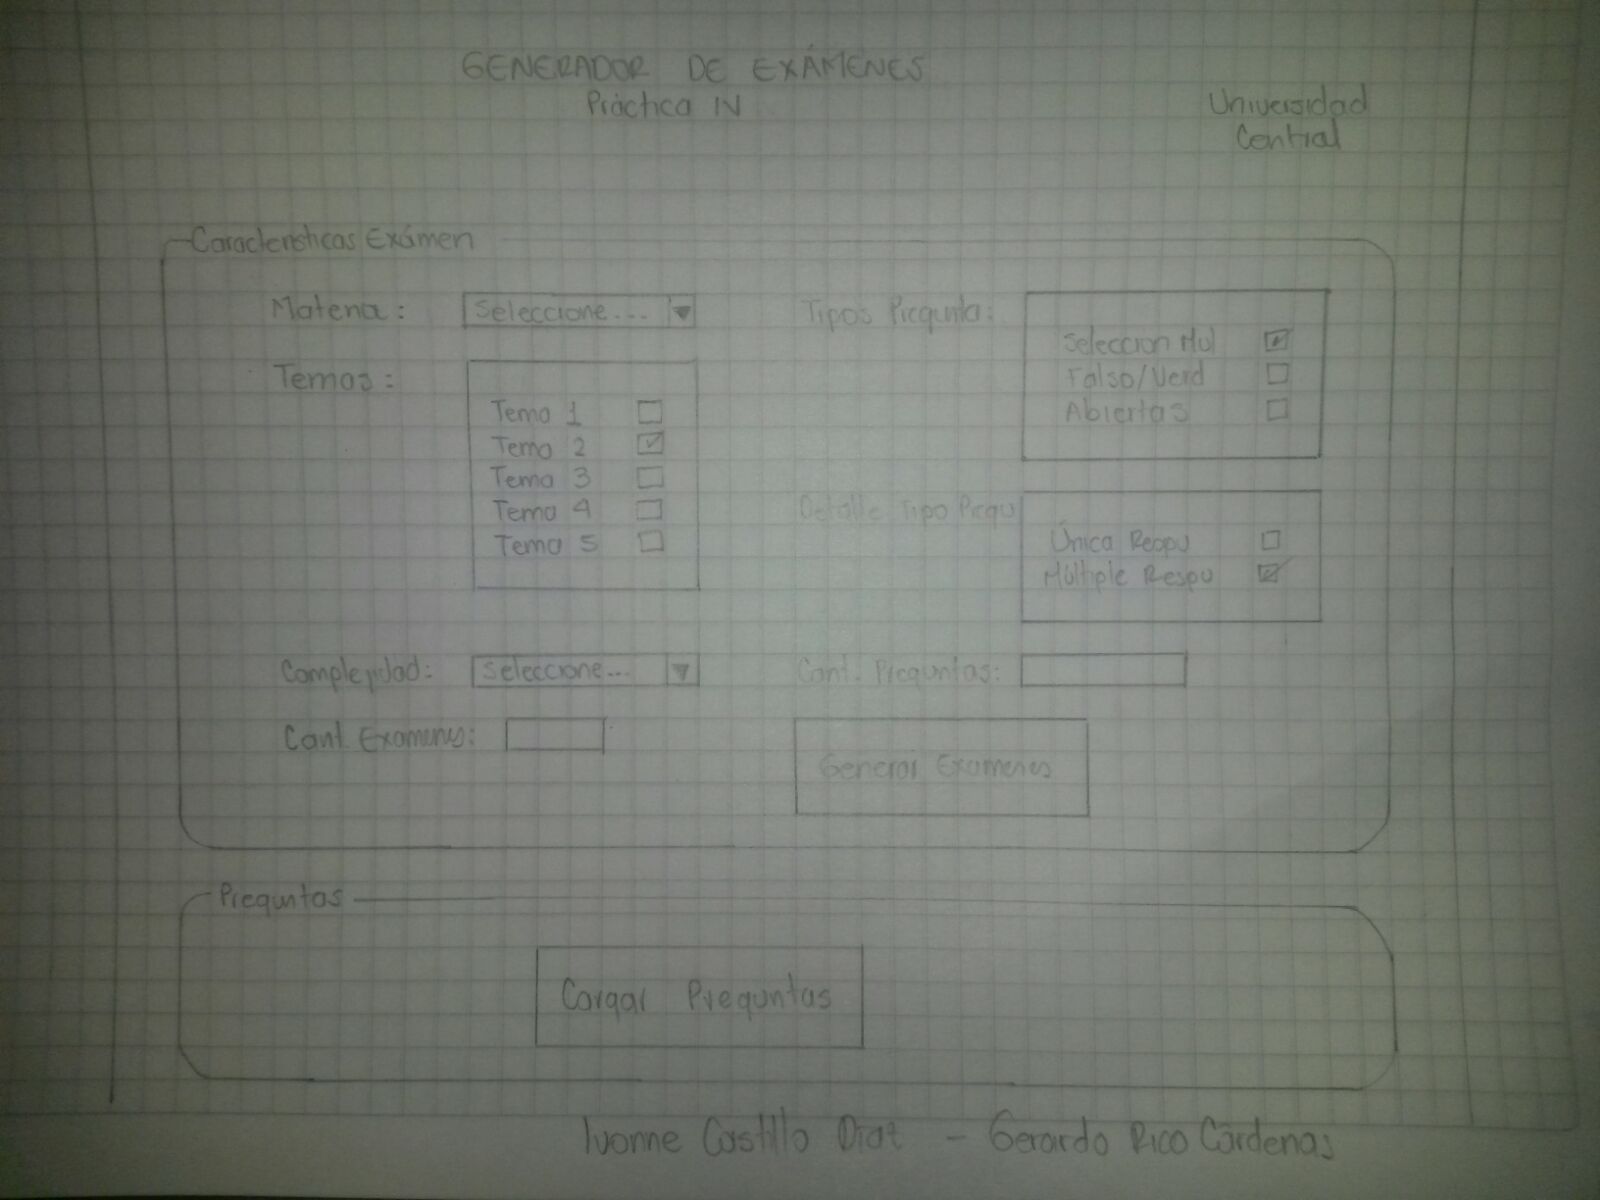 GENERADOR DE EXÁMENES
Práctica IV
Universidad
Central
Caracteristicas Exámen
Materia: Seleccione...
Temas:
Tema 1
Tema 2
Tema 3
Tema 4
Tema 5
Complejidad: Seleccione...
Cant. Examenes:
Tipos Pregunta:
Seleccion Mul
Falso/Verd
Abiertas
Detalle Tipo Pregu
Única Respu
Múltiple Respu
Cant. Preguntas:
Generar Examenes
Preguntas
Cargar Preguntas
Ivonne Castillo Diaz - Gerardo Rico Cárdenas